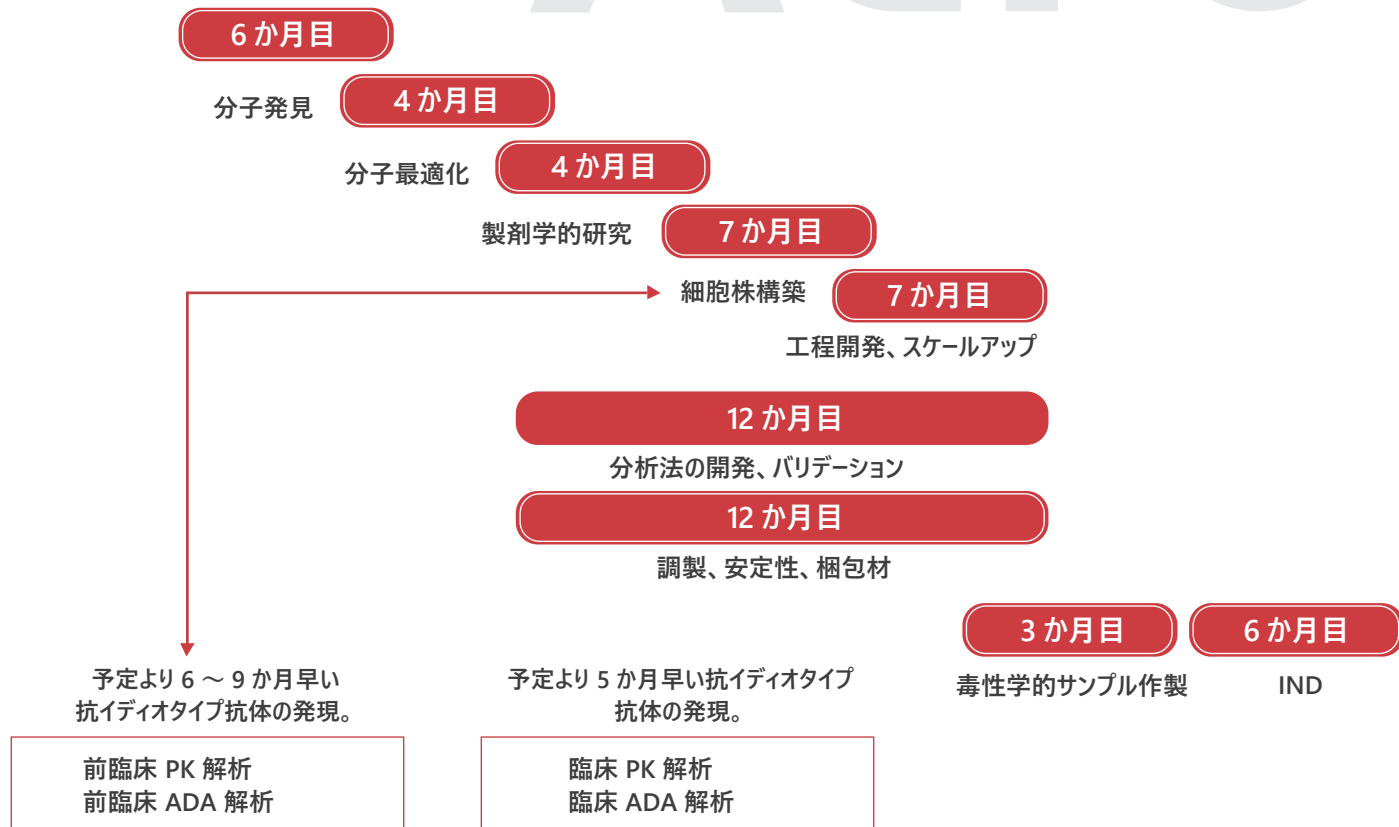 6 か月目
分子発見
4 か月目
分子最適化
4 か月目
製剤学的研究
7 か月目
細胞株構築
7 か月目
工程開発、スケールアップ
12 か月目
分析法の開発、バリデーション
12 か月目
調製、安定性、梱包材
3 か月目
毒性学的サンプル作製
6 か月目
IND
予定より 6 ～ 9 か月早い
抗イディオタイプ抗体の発現。
前臨床 PK 解析
前臨床 ADA 解析
予定より 5 か月早い抗イディオタイプ
抗体の発現。
臨床 PK 解析
臨床 ADA 解析